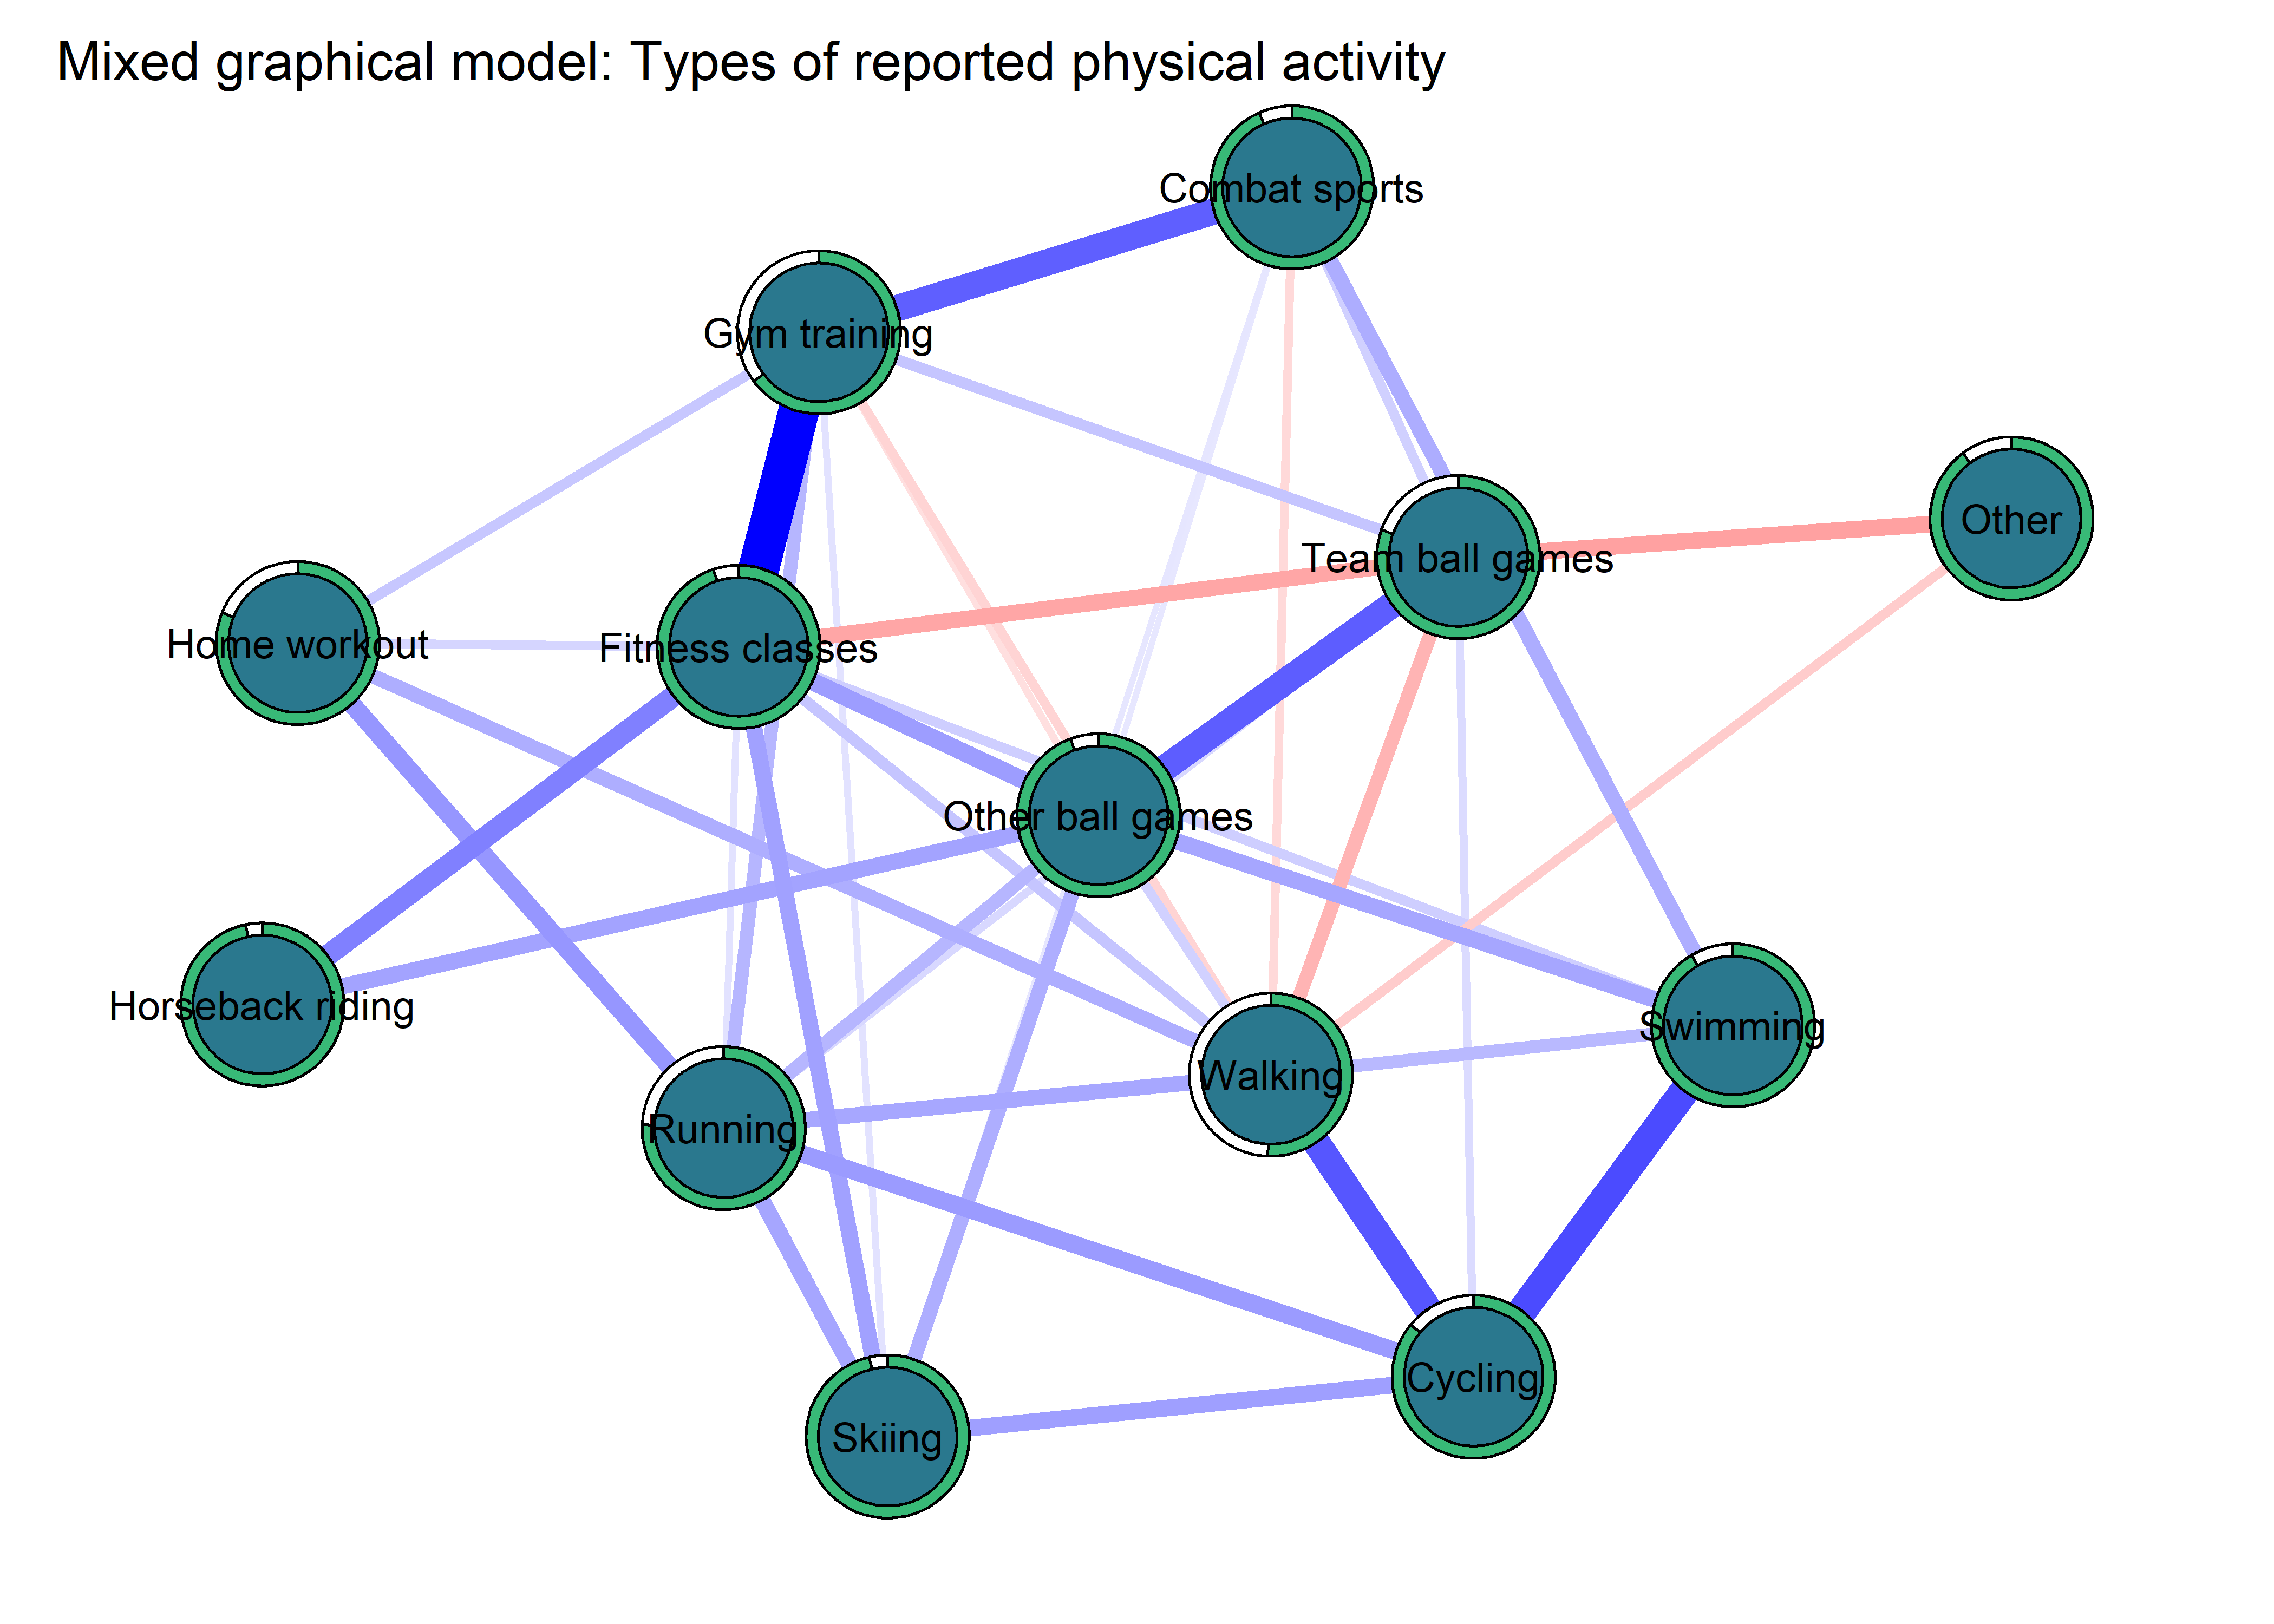 Mixed graphical model: Types of reported physical activity
Combat sports
Gym training
Other
Team ball games
Home workout
Fitness classes
Other ball games
Horseback riding
Swimming
Walking
Running
Cycling
Skiing